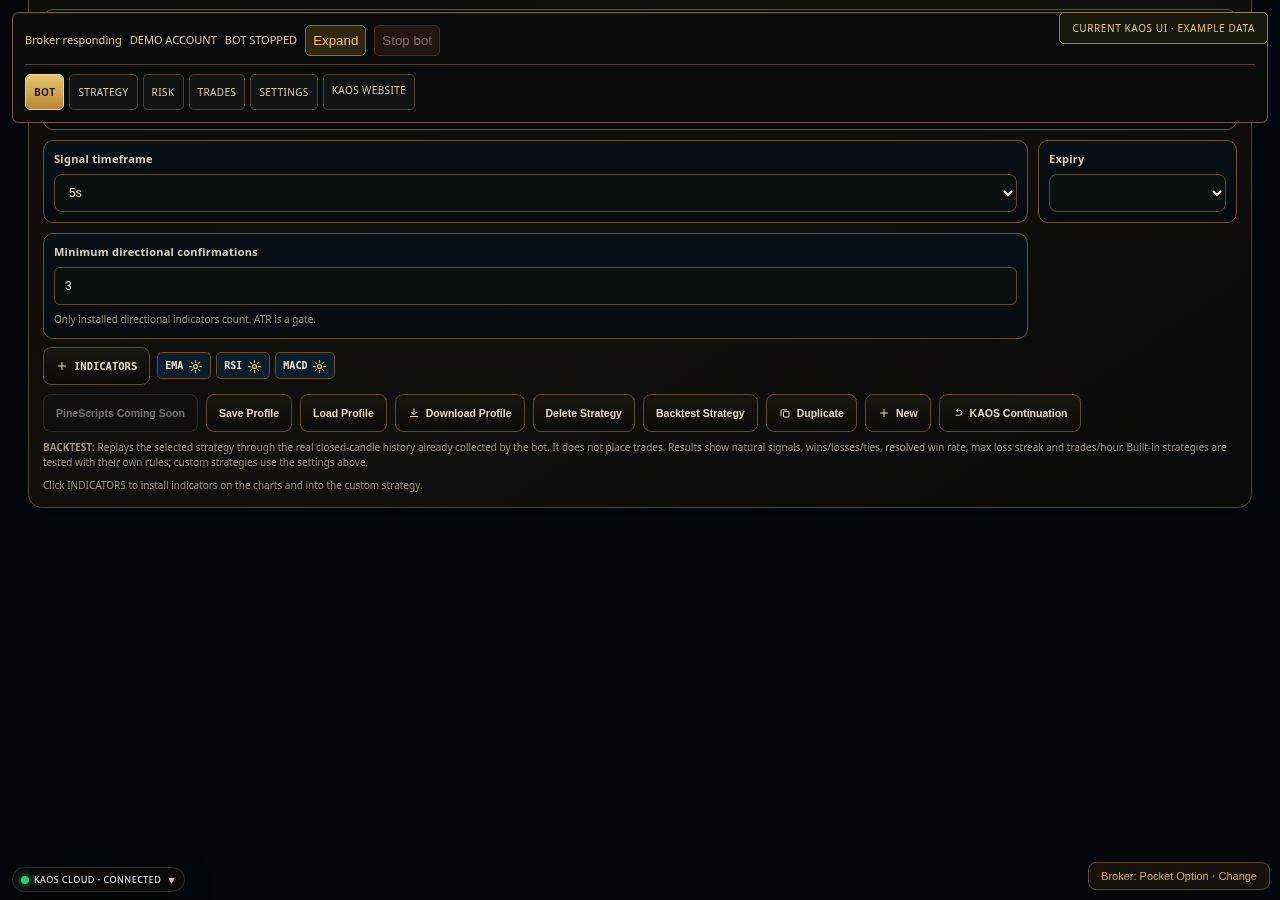 CURRENT KAOS UI · EXAMPLE DATA
Broker responding DEMO ACCOUNT BOT STOPPED Expand Stop bot
BOT STRATEGY RISK TRADES SETTINGS KAOS WEBSITE
Signal timeframe
5s
Expiry
Minimum directional confirmations
3
Only installed directional indicators count. ATR is a gate.
+ INDICATORS EMA RSI MACD
PineScripts Coming Soon Save Profile Load Profile Download Profile Delete Strategy Backtest Strategy Duplicate + New KAOS Continuation
BACKTEST: Replays the selected strategy through the real closed-candle history already collected by the bot. It does not place trades. Results show natural signals, wins/losses/ties, resolved win rate, max loss streak and trades/hour. Built-in strategies are
tested with their own rules; custom strategies use the settings above.
Click INDICATORS to install indicators on the charts and into the custom strategy.
KAOS CLOUD · CONNECTED ▾
Broker: Pocket Option · Change